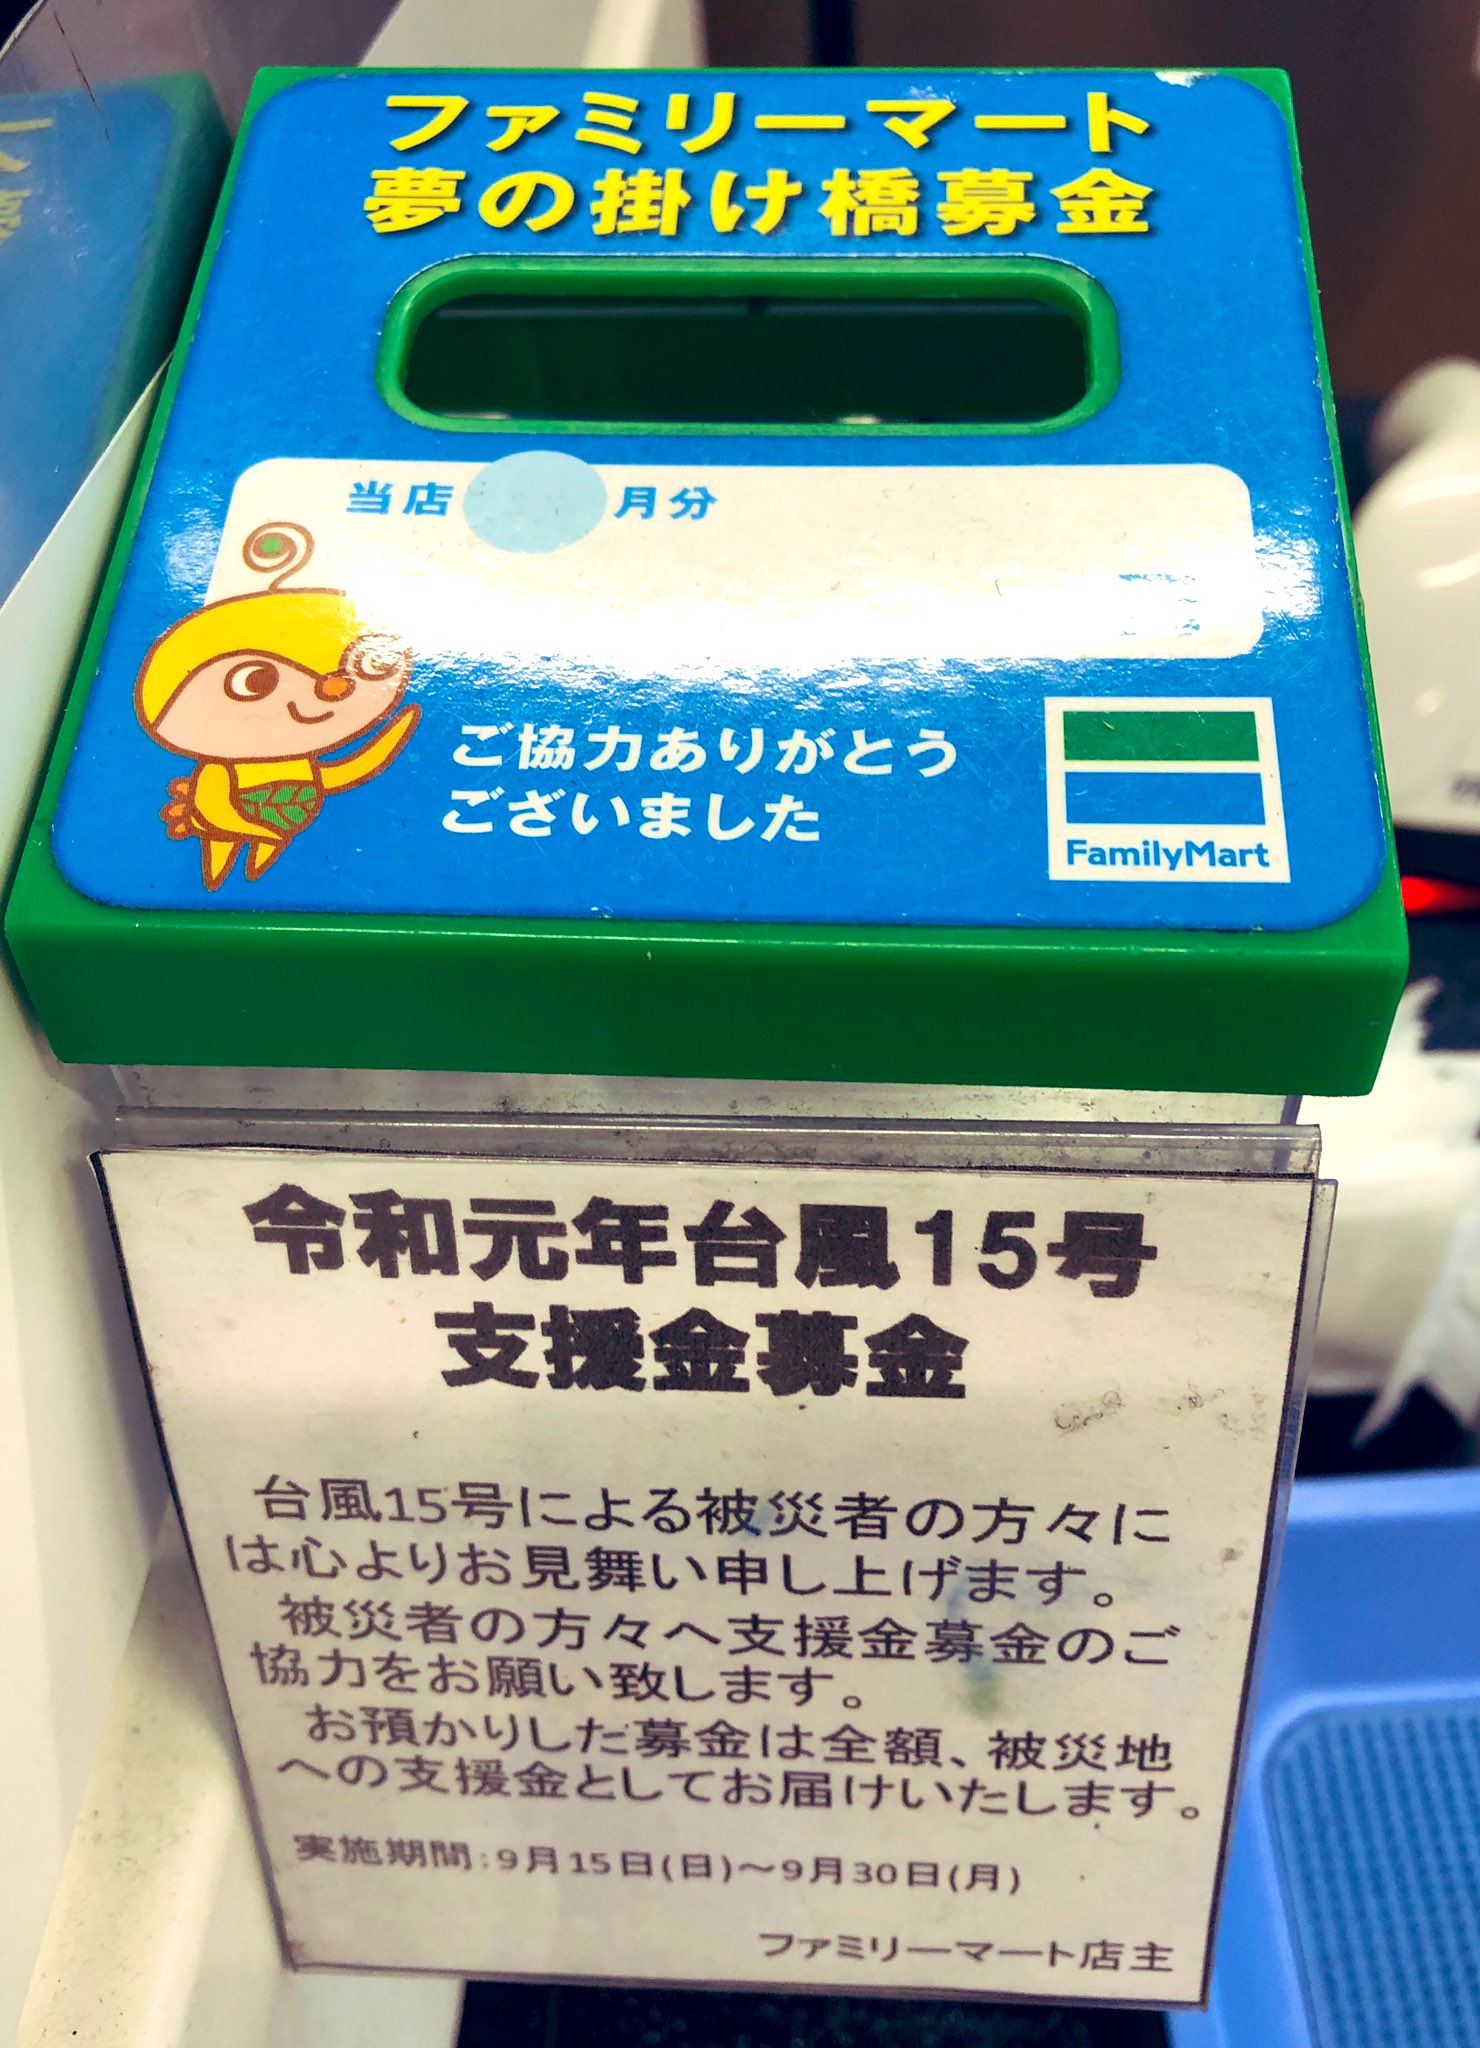 ファミリーマート
夢の掛け橋募金
当店 月分
ご協力ありがとう
ございました
FamilyMart
令和元年台風15号
支援金募金
台風15号による被災者の方々に
は心よりお見舞い申し上げます。
被災者の方々へ支援金募金のご
協力をお願い致します。
お預かりした募金は全額、被災地
への支援金としてお届けいたします。
実施期間:9月15日(日)～9月30日(月)
ファミリーマート店主